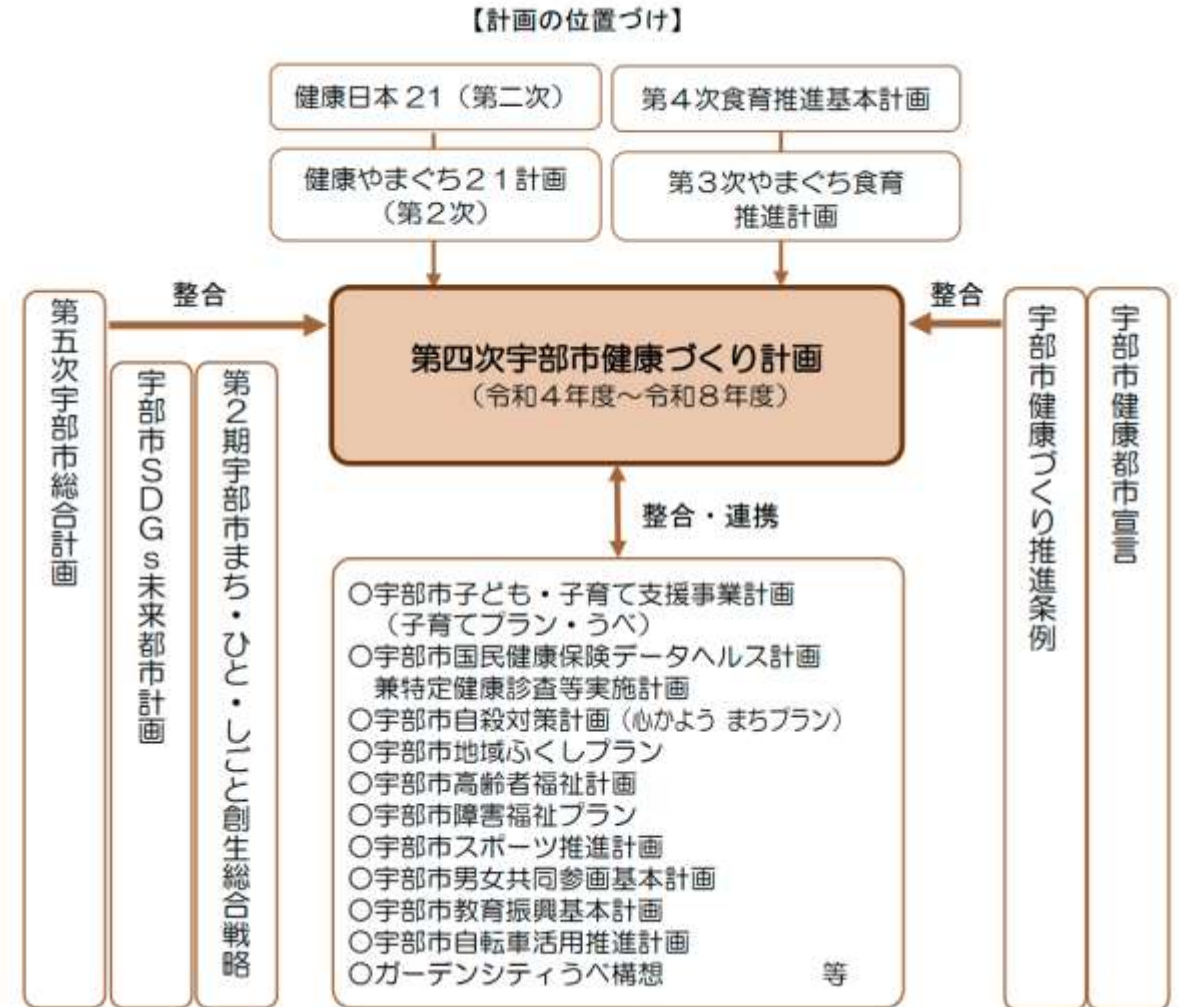 【計画の位置づけ】
健康日本21（第二次）
第４次食育推進基本計画
健康やまぐち２１計画
（第２次）
第３次やまぐち食育
推進計画
整合
整合
第五次宇部市総合計画
宇部市ＳＤＧｓ未来都市計画
第２期宇部市まち・ひと・しごと創生総合戦略
第四次宇部市健康づくり計画
（令和４年度～令和８年度）
宇部市健康づくり推進条例
宇部市健康都市宣言
整合・連携
○宇部市子ども・子育て支援事業計画
（子育てプラン・うべ）
○宇部市国民健康保険データヘルス計画
兼特定健康診査等実施計画
○宇部市自殺対策計画（心かよう まちプラン）
○宇部市地域ふくしプラン
○宇部市高齢者福祉計画
○宇部市障害福祉プラン
○宇部市スポーツ推進計画
○宇部市男女共同参画基本計画
○宇部市教育振興基本計画
○宇部市自転車活用推進計画
○ガーデンシティうべ構想 等